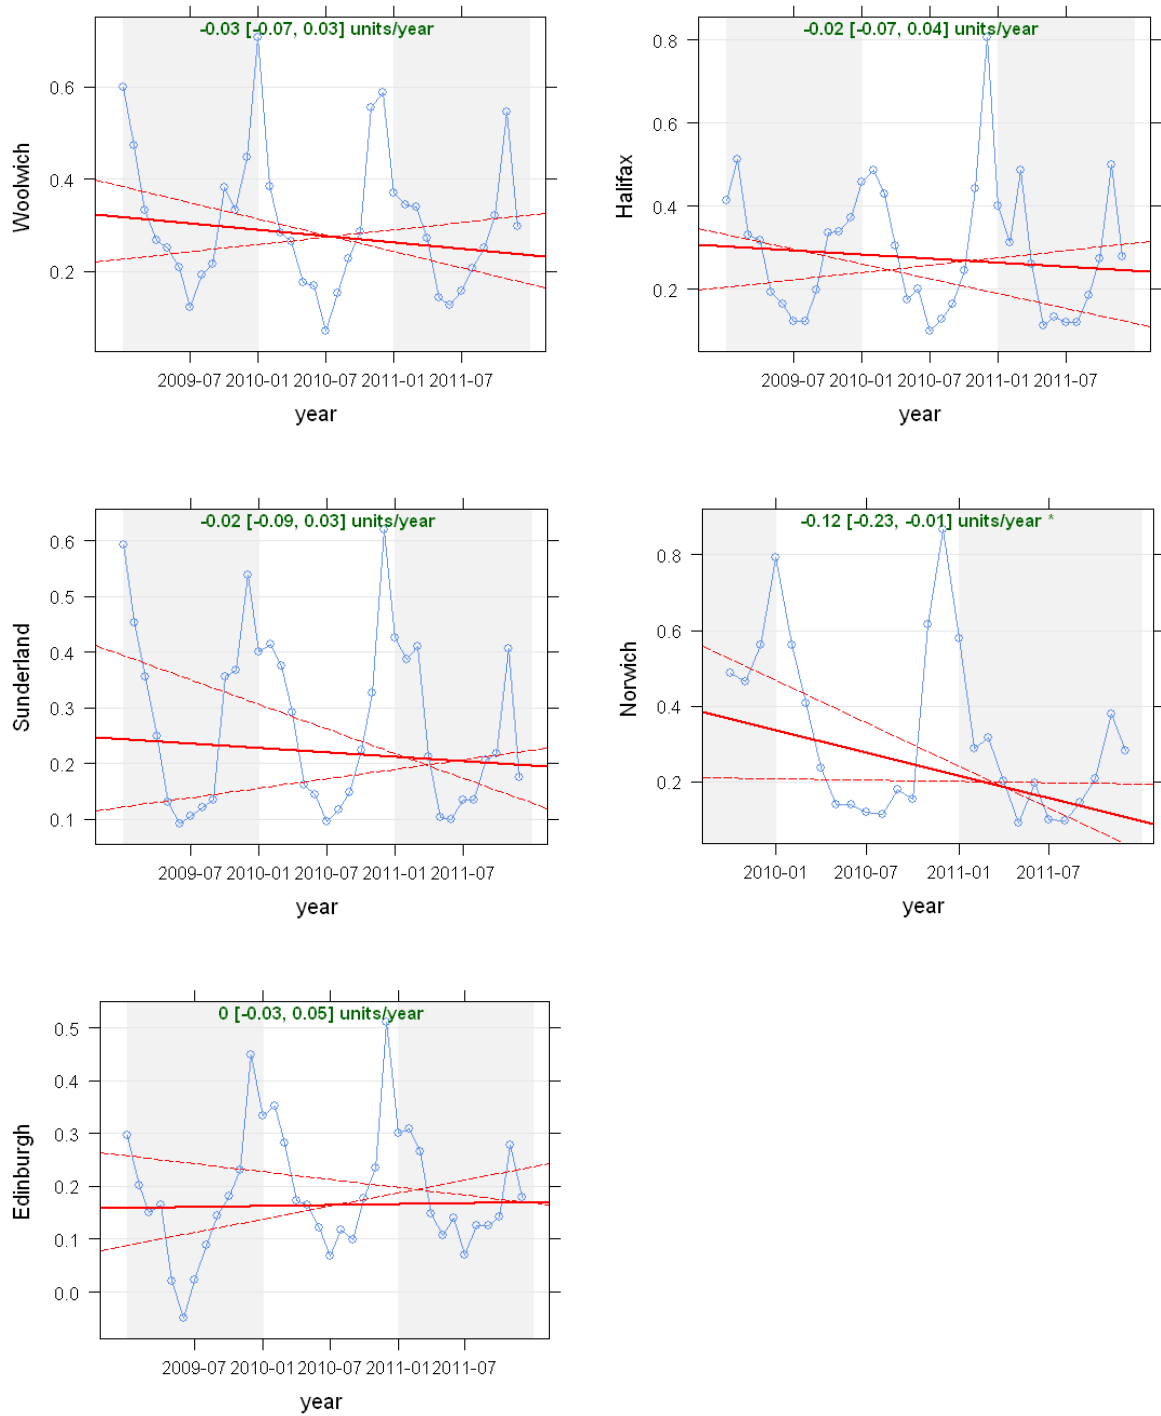 -0.03 [-0.07, 0.03] units/year
Woolwich
0.6
0.4
0.2
2009-07 2010-01 2010-07 2011-01 2011-07
year
-0.02 [-0.07, 0.04] units/year
Halifax
0.8
0.6
0.4
0.2
2009-07 2010-01 2010-07 2011-01 2011-07
year
-0.02 [-0.09, 0.03] units/year
Sunderland
0.6
0.5
0.4
0.3
0.2
0.1
2009-07 2010-01 2010-07 2011-01 2011-07
year
-0.12 [-0.23, -0.01] units/year *
Norwich
0.8
0.6
0.4
0.2
2010-01 2010-07 2011-01 2011-07
year
0 [-0.03, 0.05] units/year
Edinburgh
0.5
0.4
0.3
0.2
0.1
0.0
2009-07 2010-01 2010-07 2011-01 2011-07
year